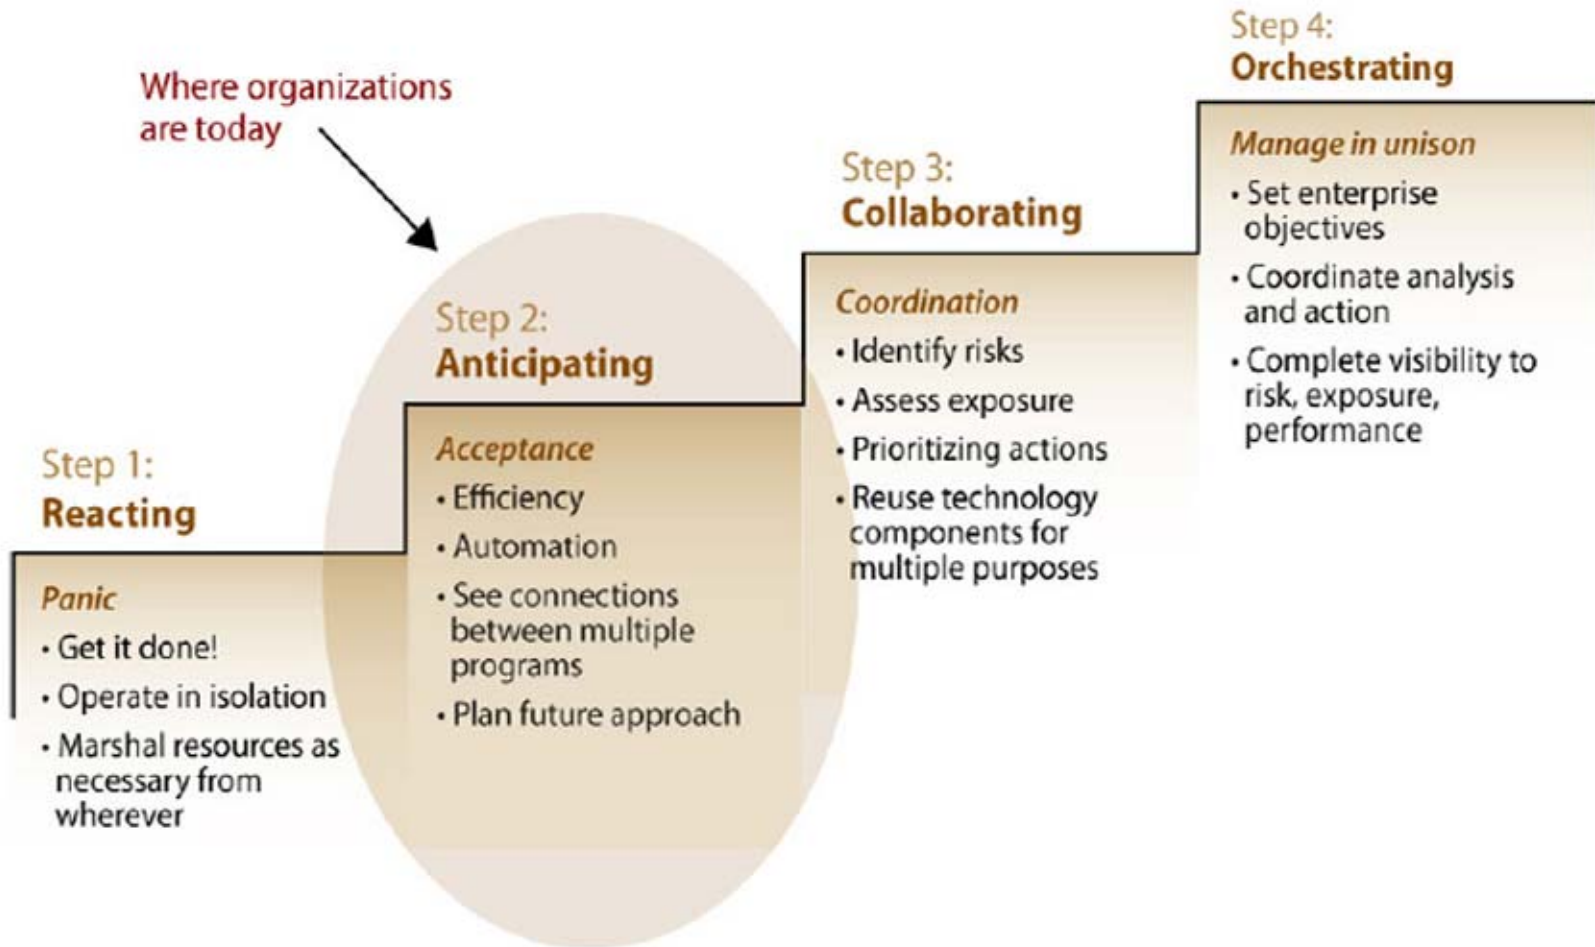 Where organizations
are today
Step 1:
Reacting
Panic
• Get it done!
• Operate in isolation
• Marshal resources as
necessary from
wherever
Step 2:
Anticipating
Acceptance
• Efficiency
• Automation
• See connections
between multiple
programs
• Plan future approach
Step 3:
Collaborating
Coordination
• Identify risks
• Assess exposure
• Prioritizing actions
• Reuse technology
components for
multiple purposes
Step 4:
Orchestrating
Manage in unison
• Set enterprise
objectives
• Coordinate analysis
and action
• Complete visibility to
risk, exposure,
performance